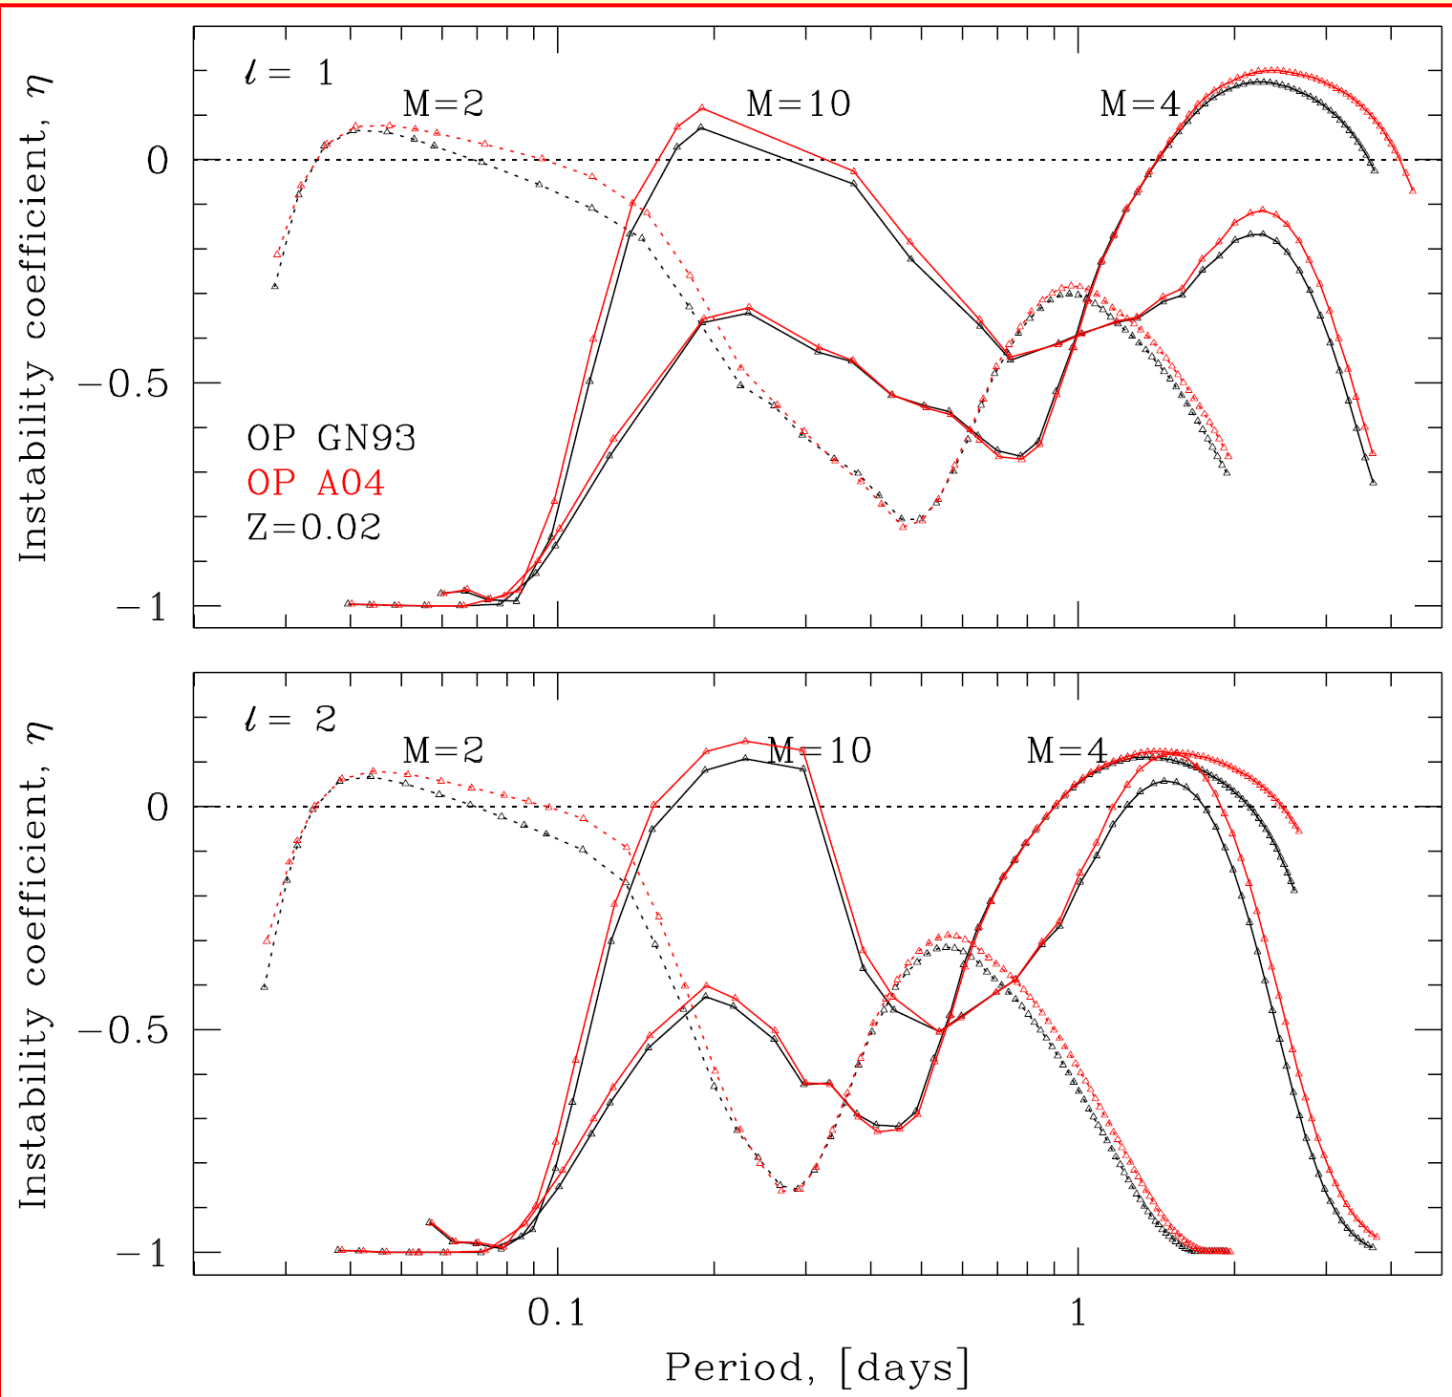 ℓ = 1
M=2
M=10
M=4
Instability coefficient, η
0
−0.5
−1
OP GN93
OP A04
Z=0.02
ℓ = 2
M=2
M=10
M=4
Instability coefficient, η
0
−0.5
−1
0.1
1
Period, [days]